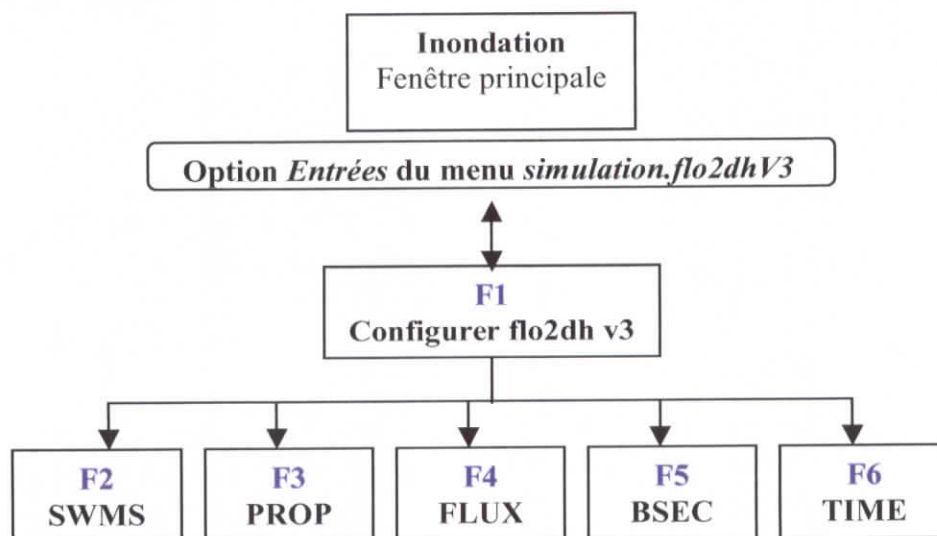 Inondation
Fenêtre principale
Option Entrées du menu simulation.flo2dhV3
F1
Configurer flo2dh v3
F2
SWMS
F3
PROP
F4
FLUX
F5
BSEC
F6
TIME